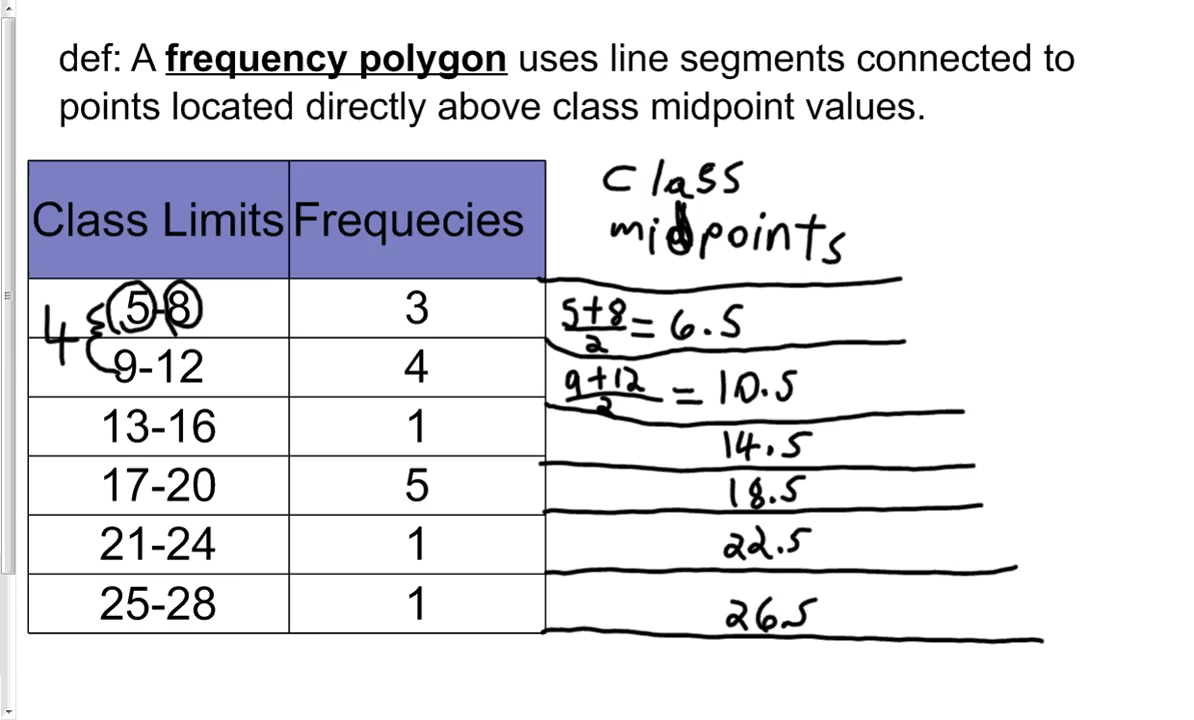 def: A frequency polygon uses line segments connected to
points located directly above class midpoint values.
class
midpoints
Class Limits Frequecies
4 5-8 3 5+8/2 = 6.5
9-12 4 9+12/2 = 10.5
13-16 1 14.5
17-20 5 18.5
21-24 1 22.5
25-28 1 26.5